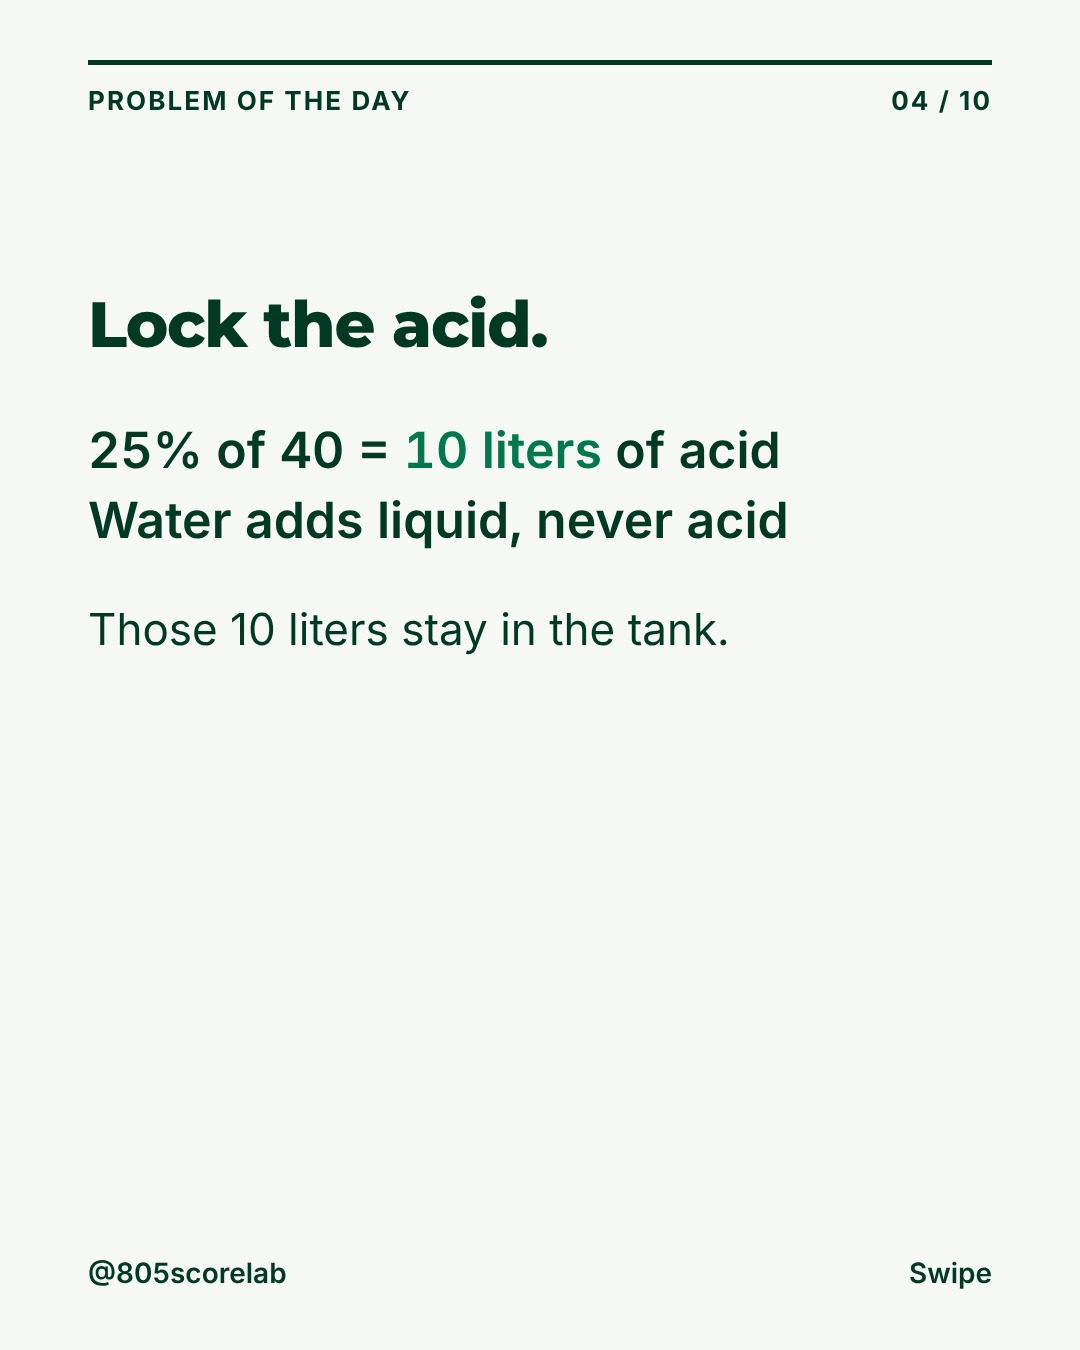 PROBLEM OF THE DAY
04 / 10
Lock the acid.
25% of 40 = 10 liters of acid
Water adds liquid, never acid
Those 10 liters stay in the tank.
@805scorelab
Swipe